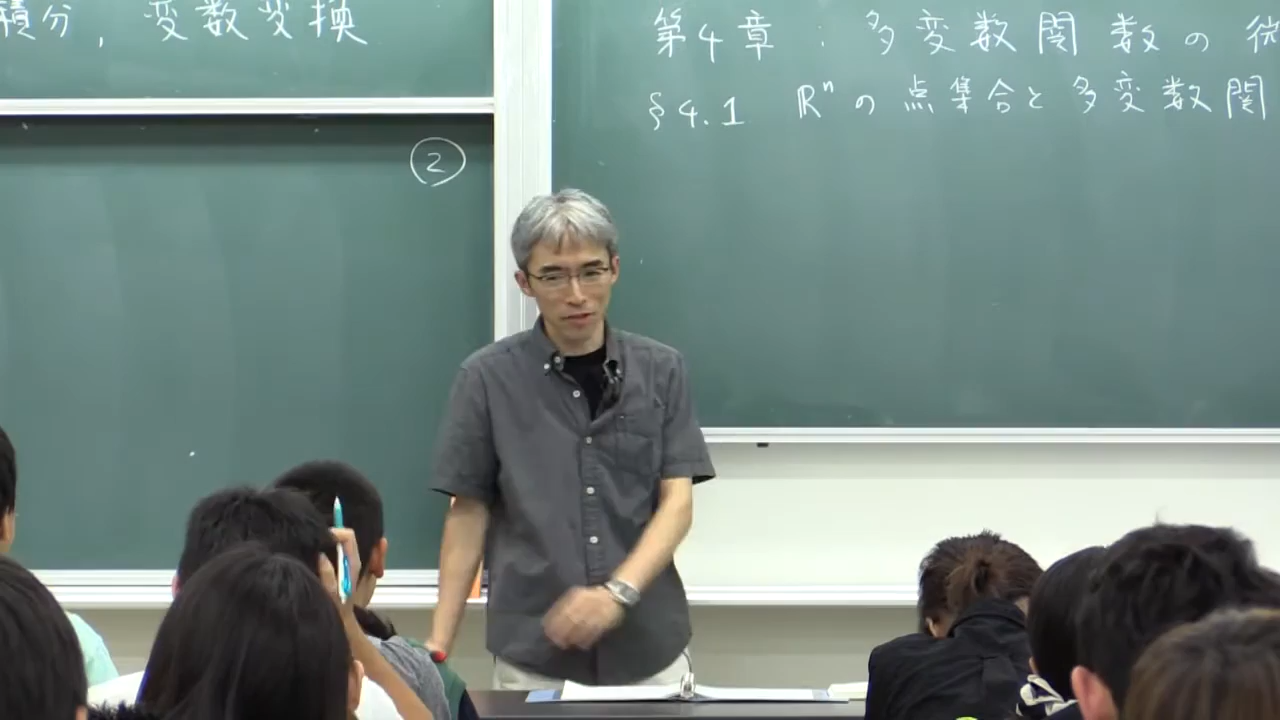 積分, 変数変換
②
第4章 : 多変数関数の
§4.1 ℝⁿの点集合と多変数関